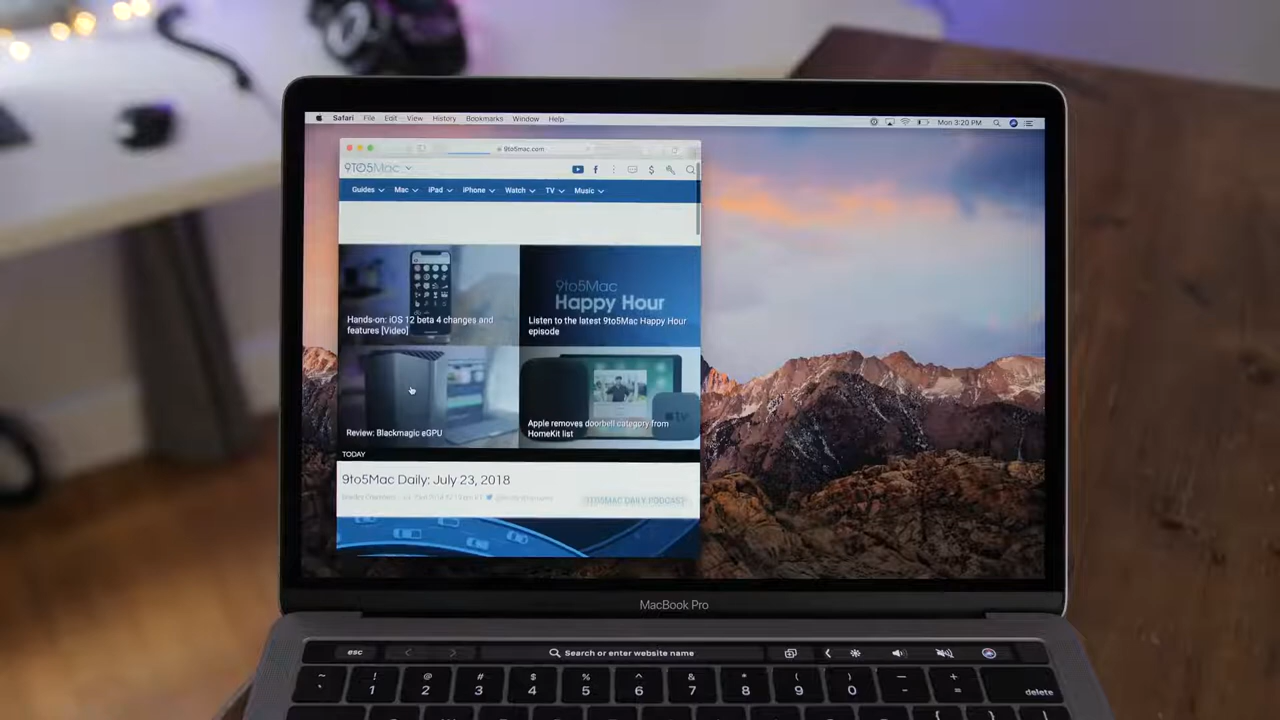 Safari File Edit View History Bookmarks Window Help Mon 3:20 PM
9to5mac.com
9TO5Mac
Guides Mac iPad iPhone Watch TV Music
Hands-on: iOS 12 beta 4 changes and
features [Video]
9to5Mac
Happy Hour
Listen to the latest 9to5Mac Happy Hour
episode
Review: Blackmagic eGPU
tv
Apple removes doorbell category from
HomeKit list
TODAY
9to5Mac Daily: July 23, 2018
9TO5MAC DAILY PODCAST
MacBook Pro
esc Search or enter website name
~ ! @ # $ % ^ & * ( ) — +
` 1 2 3 4 5 6 7 8 9 0 - = delete
{ }